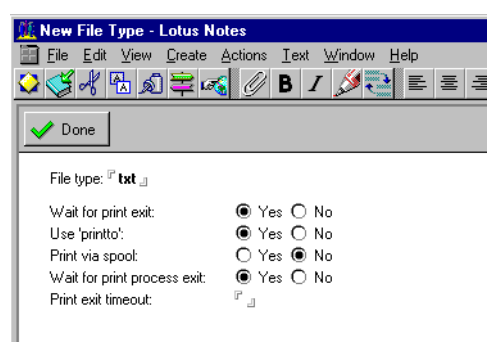 New File Type - Lotus Notes
File Edit View Create Actions Text Window Help
B I
Done
File type: txt
Wait for print exit: Yes No
Use 'printto': Yes No
Print via spool: Yes No
Wait for print process exit: Yes No
Print exit timeout: